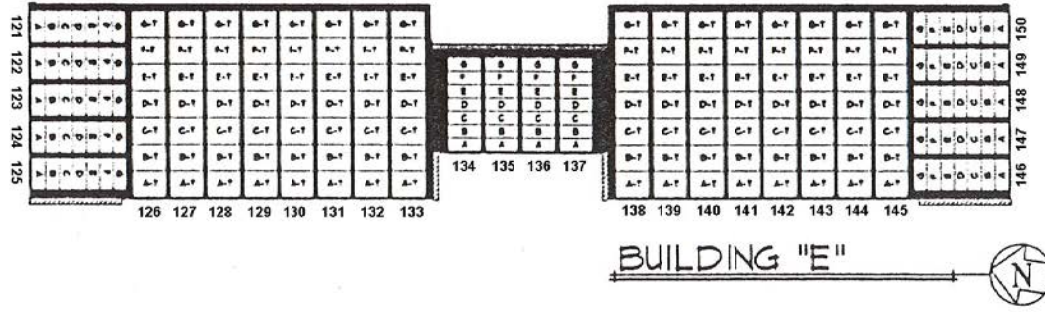 121
122
123
124
125
G-T G-T G-T G-T G-T G-T G-T G-T
F-T F-T F-T F-T F-T F-T F-T F-T
E-T E-T E-T E-T E-T E-T E-T E-T
D-T D-T D-T D-T D-T D-T D-T D-T
C-T C-T C-T C-T C-T C-T C-T C-T
B-T B-T B-T B-T B-T B-T B-T B-T
A-T A-T A-T A-T A-T A-T A-T A-T
126 127 128 129 130 131 132 133
G G G G
F F F F
E E E E
D D D D
C C C C
B B B B
A A A A
134 135 136 137
G-T G-T G-T G-T G-T G-T G-T G-T
F-T F-T F-T F-T F-T F-T F-T F-T
E-T E-T E-T E-T E-T E-T E-T E-T
D-T D-T D-T D-T D-T D-T D-T D-T
C-T C-T C-T C-T C-T C-T C-T C-T
B-T B-T B-T B-T B-T B-T B-T B-T
A-T A-T A-T A-T A-T A-T A-T A-T
138 139 140 141 142 143 144 145
G F E D C B A 150
G F E D C B A 149
G F E D C B A 148
G F E D C B A 147
G F E D C B A 146
BUILDING "E"
N